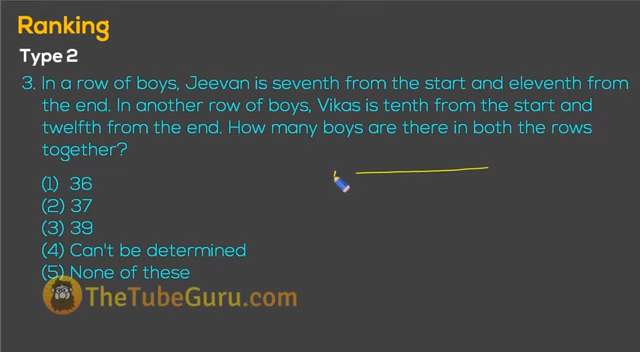 Ranking
Type 2
3. In a row of boys, Jeevan is seventh from the start and eleventh from
the end. In another row of boys, Vikas is tenth from the start and
twelfth from the end. How many boys are there in both the rows
together?
(1) 36
(2) 37
(3) 39
(4) Can't be determined
(5) None of these
TheTubeGuru.com